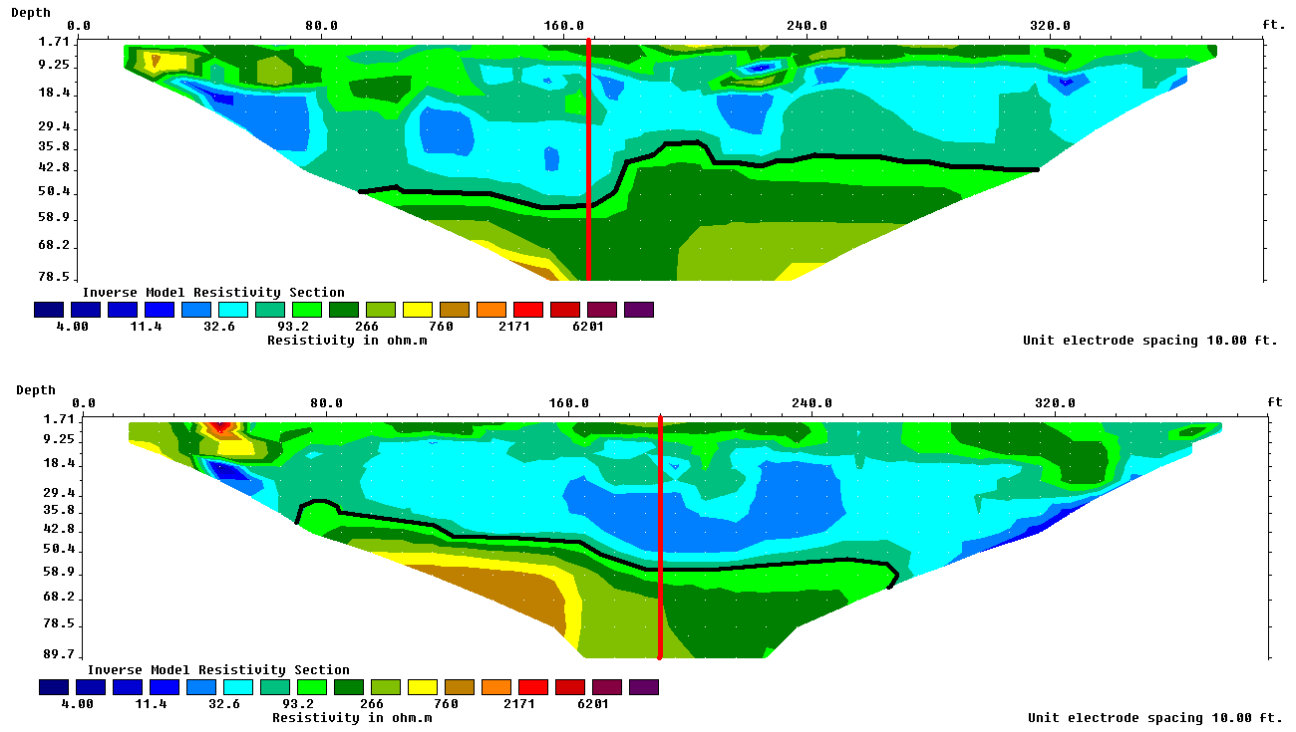 Depth
0.0 80.0 160.0 240.0 320.0 ft.
1.71
9.25
18.4
29.4
35.8
42.8
50.4
58.9
68.2
78.5
Inverse Model Resistivity Section
4.00 11.4 32.6 93.2 266 760 2171 6201
Resistivity in ohm.m
Unit electrode spacing 10.00 ft.
Depth
0.0 80.0 160.0 240.0 320.0 ft
1.71
9.25
18.4
29.4
35.8
42.8
50.4
58.9
68.2
78.5
89.7
Inverse Model Resistivity Section
4.00 11.4 32.6 93.2 266 760 2171 6201
Resistivity in ohm.m
Unit electrode spacing 10.00 ft.